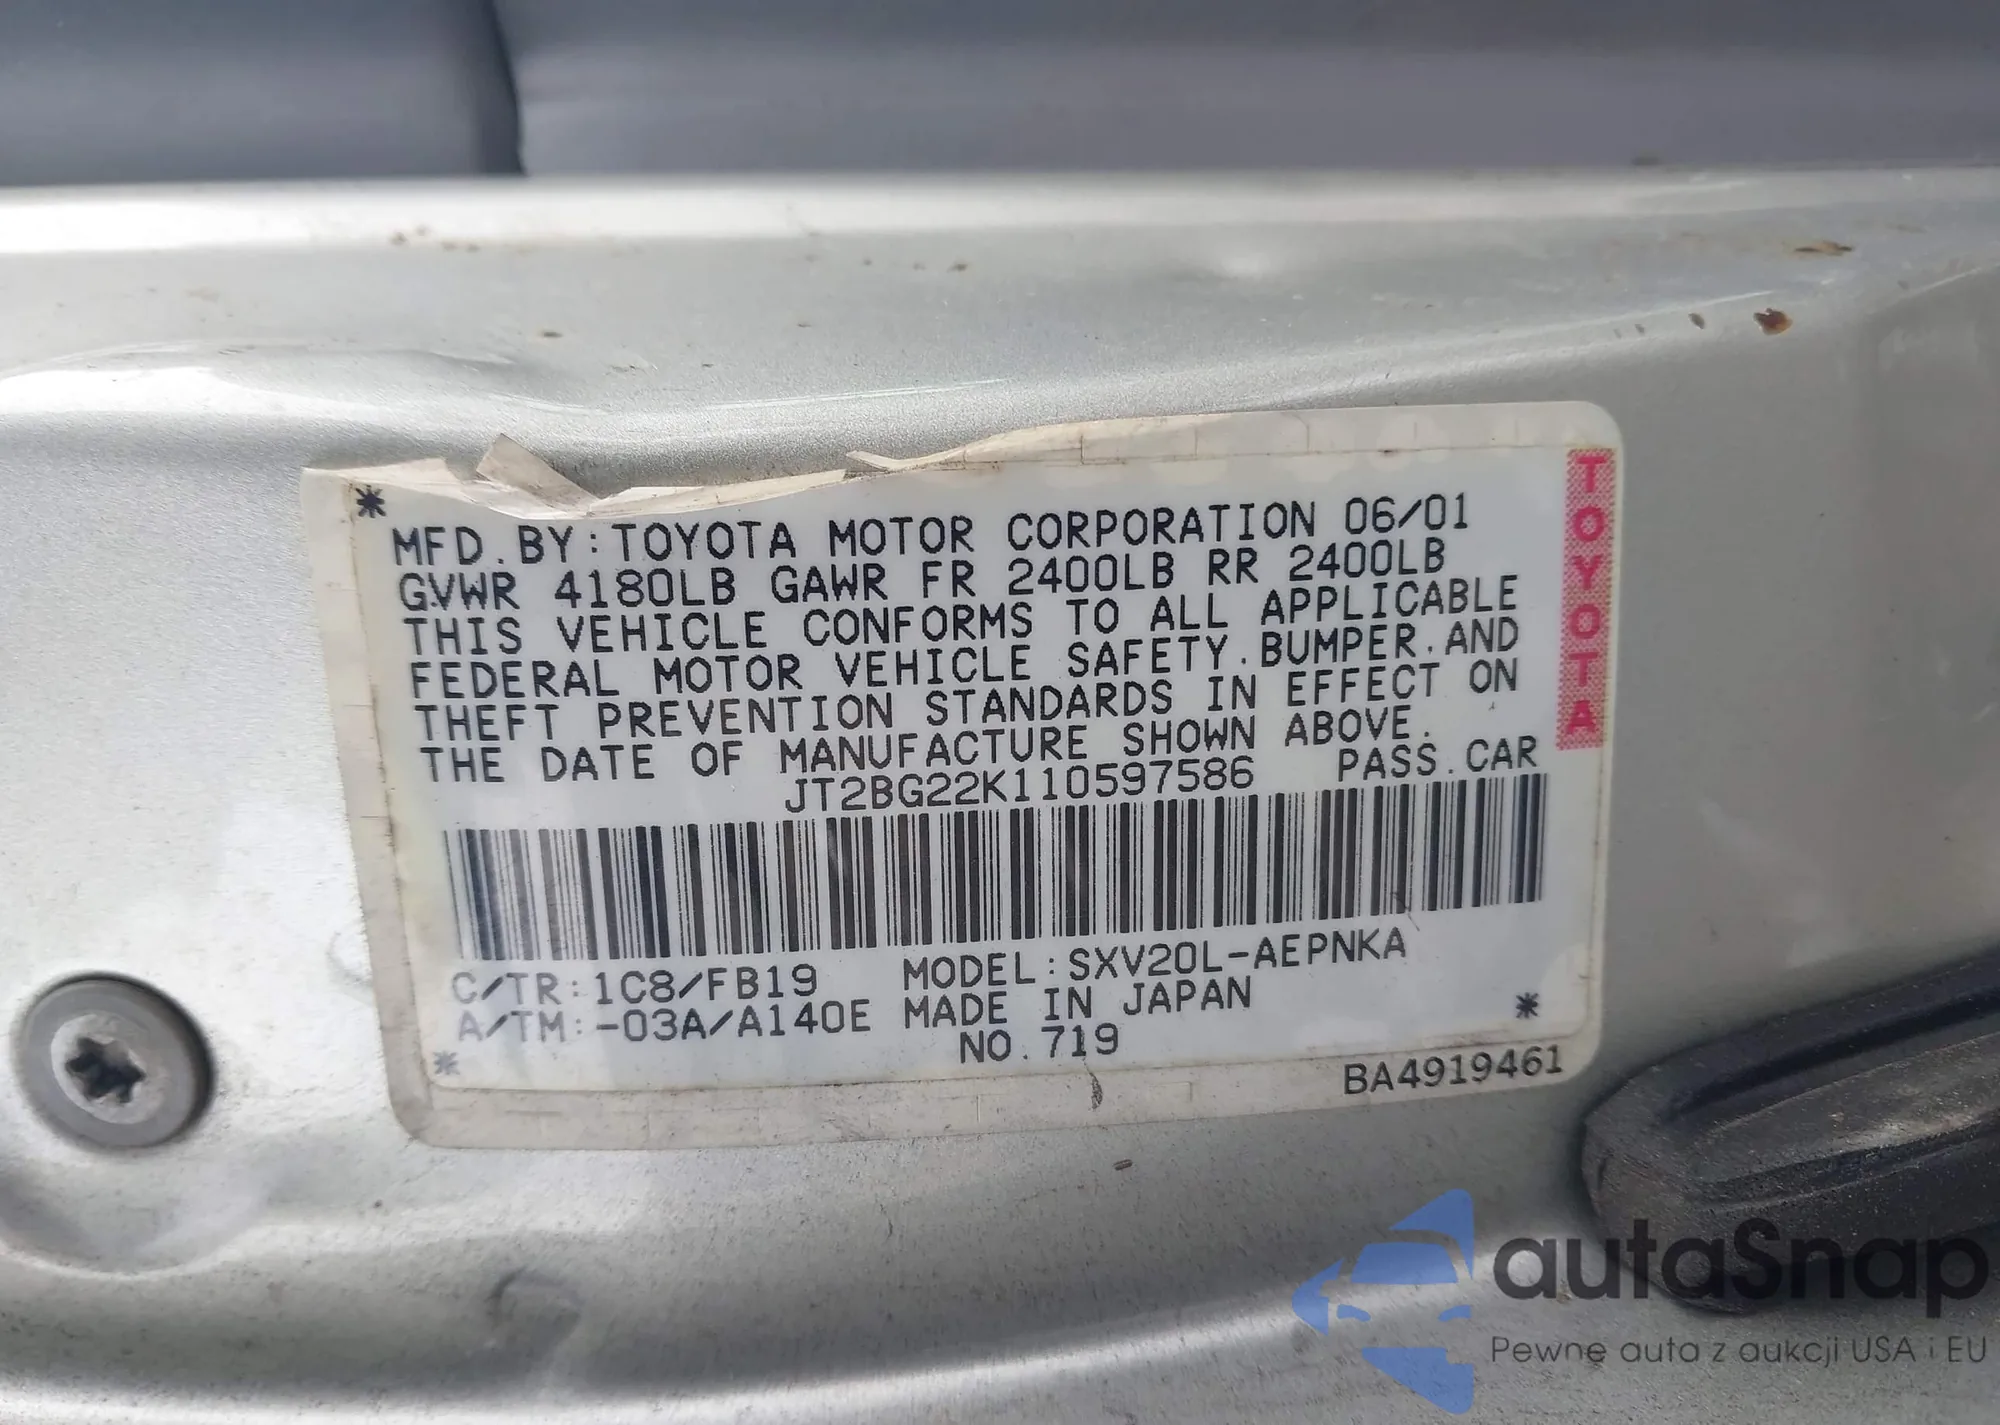 MFD.BY:TOYOTA MOTOR CORPORATION 06/01
GVWR 4180LB GAWR FR 2400LB RR 2400LB
THIS VEHICLE CONFORMS TO ALL APPLICABLE
FEDERAL MOTOR VEHICLE SAFETY.BUMPER.AND
THEFT PREVENTION STANDARDS IN EFFECT ON
THE DATE OF MANUFACTURE SHOWN ABOVE.
JT2BG22K110597586 PASS.CAR
C/TR:1C8/FB19 MODEL:SXV20L-AEPNKA
A/TM:-03A/A140E MADE IN JAPAN
NO.719
BA4919461
TOYOTA
autaSnap
Pewne auta z aukcji USA i EU